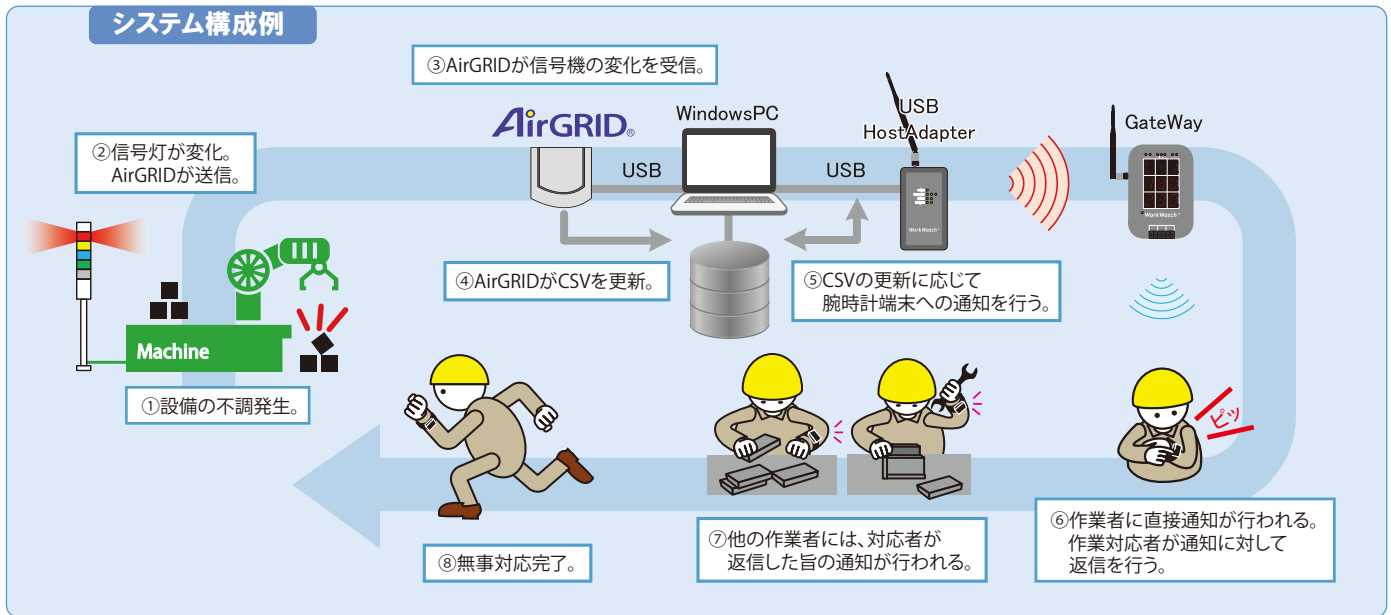 システム構成例
③AirGRIDが信号機の変化を受信。
AirGRID®
WindowsPC
USB
HostAdapter
GateWay
②信号灯が変化。
AirGRIDが送信。
USB
USB
WorkWatch
WorkWatch
④AirGRIDがCSVを更新。
⑤CSVの更新に応じて
腕時計端末への通知を行う。
Machine
①設備の不調発生。
ピッ
⑥作業者に直接通知が行われる。
作業対応者が通知に対して
返信を行う。
⑦他の作業者には、対応者が
返信した旨の通知が行われる。
⑧無事対応完了。